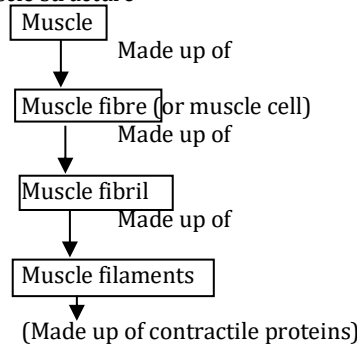 Muscle
Made up of
Muscle fibre (or muscle cell)
Made up of
Muscle fibril
Made up of
Muscle filaments
(Made up of contractile proteins)